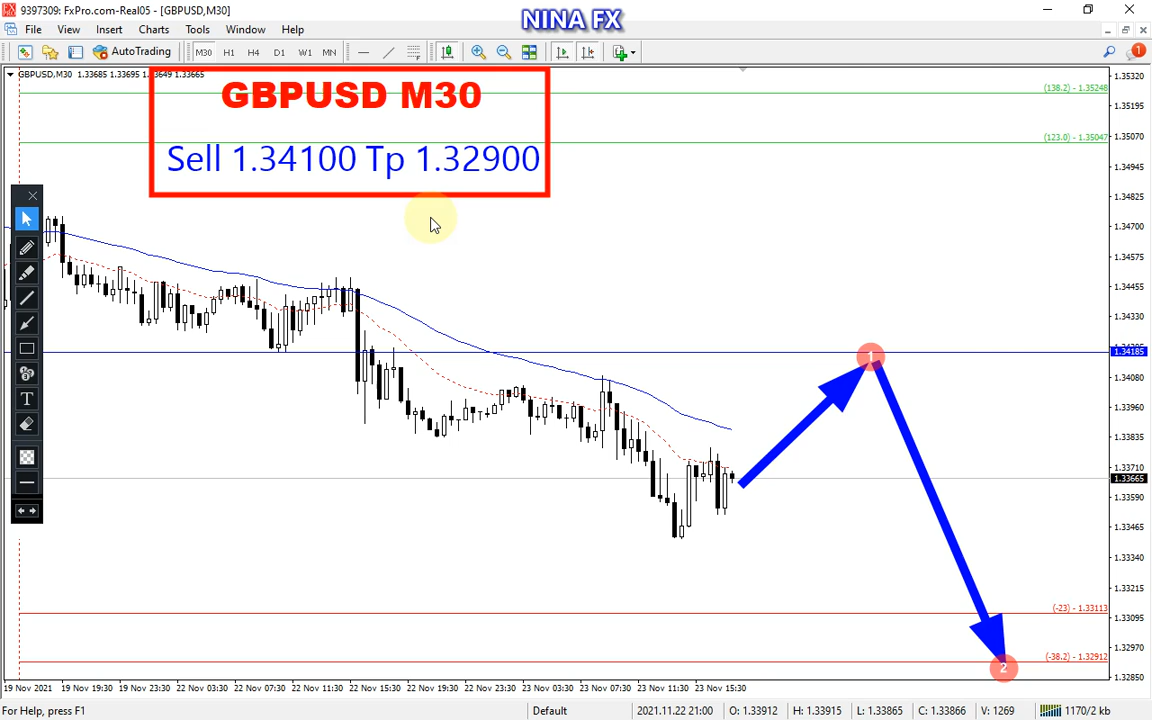 9397309: FxPro.com-Real05 - [GBPUSD,M30]
NINA FX
File View Insert Charts Tools Window Help
AutoTrading M30 H1 H4 D1 W1 MN 1
GBPUSD,M30 1.33685 1.33695 1.33649 1.33665
GBPUSD M30
Sell 1.34100 Tp 1.32900
(138.2) - 1.35248
(123.0) - 1.35047
(-23) - 1.33113
(-38.2) - 1.32912
1
2
T
1.35320
1.35195
1.35070
1.34945
1.34825
1.34700
1.34575
1.34455
1.34330
1.34185
1.34080
1.33960
1.33835
1.33710
1.33665
1.33590
1.33465
1.33340
1.33215
1.33095
1.32970
1.32850
19 Nov 2021 19 Nov 19:30 19 Nov 23:30 22 Nov 03:30 22 Nov 07:30 22 Nov 11:30 22 Nov 15:30 22 Nov 19:30 22 Nov 23:30 23 Nov 03:30 23 Nov 07:30 23 Nov 11:30 23 Nov 15:30
For Help, press F1 Default 2021.11.22 21:00 O: 1.33912 H: 1.33915 L: 1.33865 C: 1.33866 V: 1269 1170/2 kb